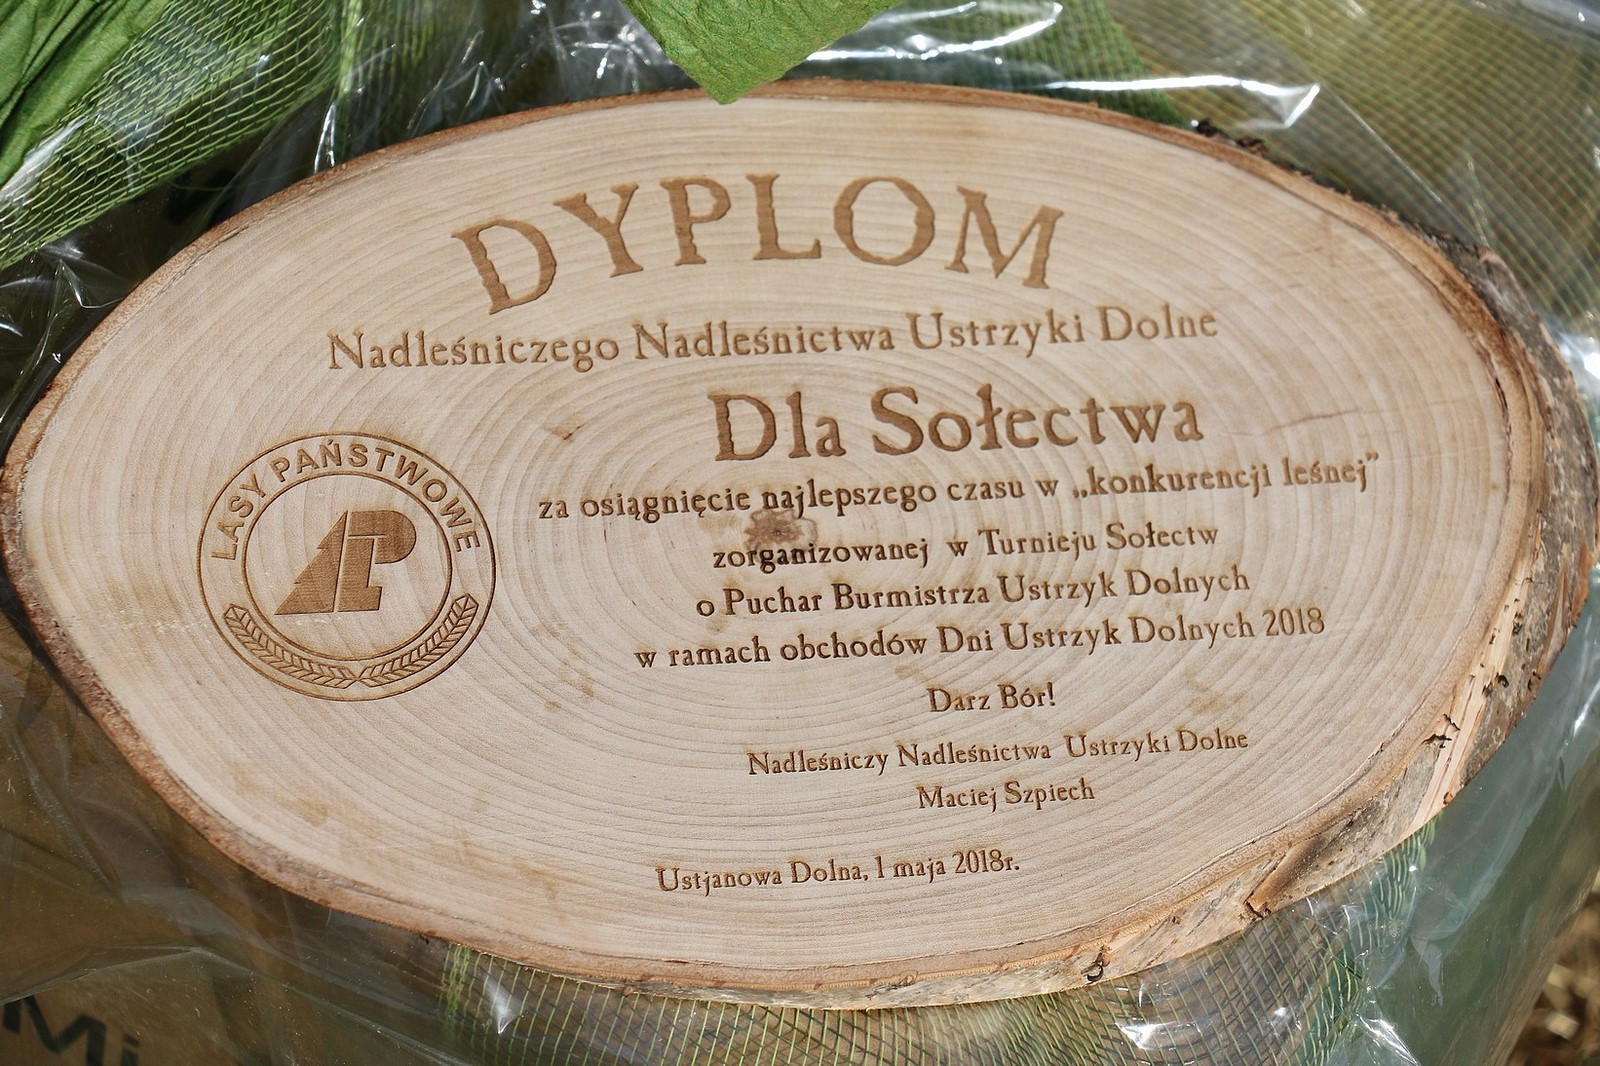 DYPLOM
Nadleśniczego Nadleśnictwa Ustrzyki Dolne
Dla Sołectwa
za osiągnięcie najlepszego czasu w „konkurencji leśnej”
zorganizowanej w Turnieju Sołectw
o Puchar Burmistrza Ustrzyk Dolnych
w ramach obchodów Dni Ustrzyk Dolnych 2018
Darz Bór!
Nadleśniczy Nadleśnictwa Ustrzyki Dolne
Maciej Szpiech
Ustjanowa Dolna, 1 maja 2018r.
LASY PAŃSTWOWE
LP